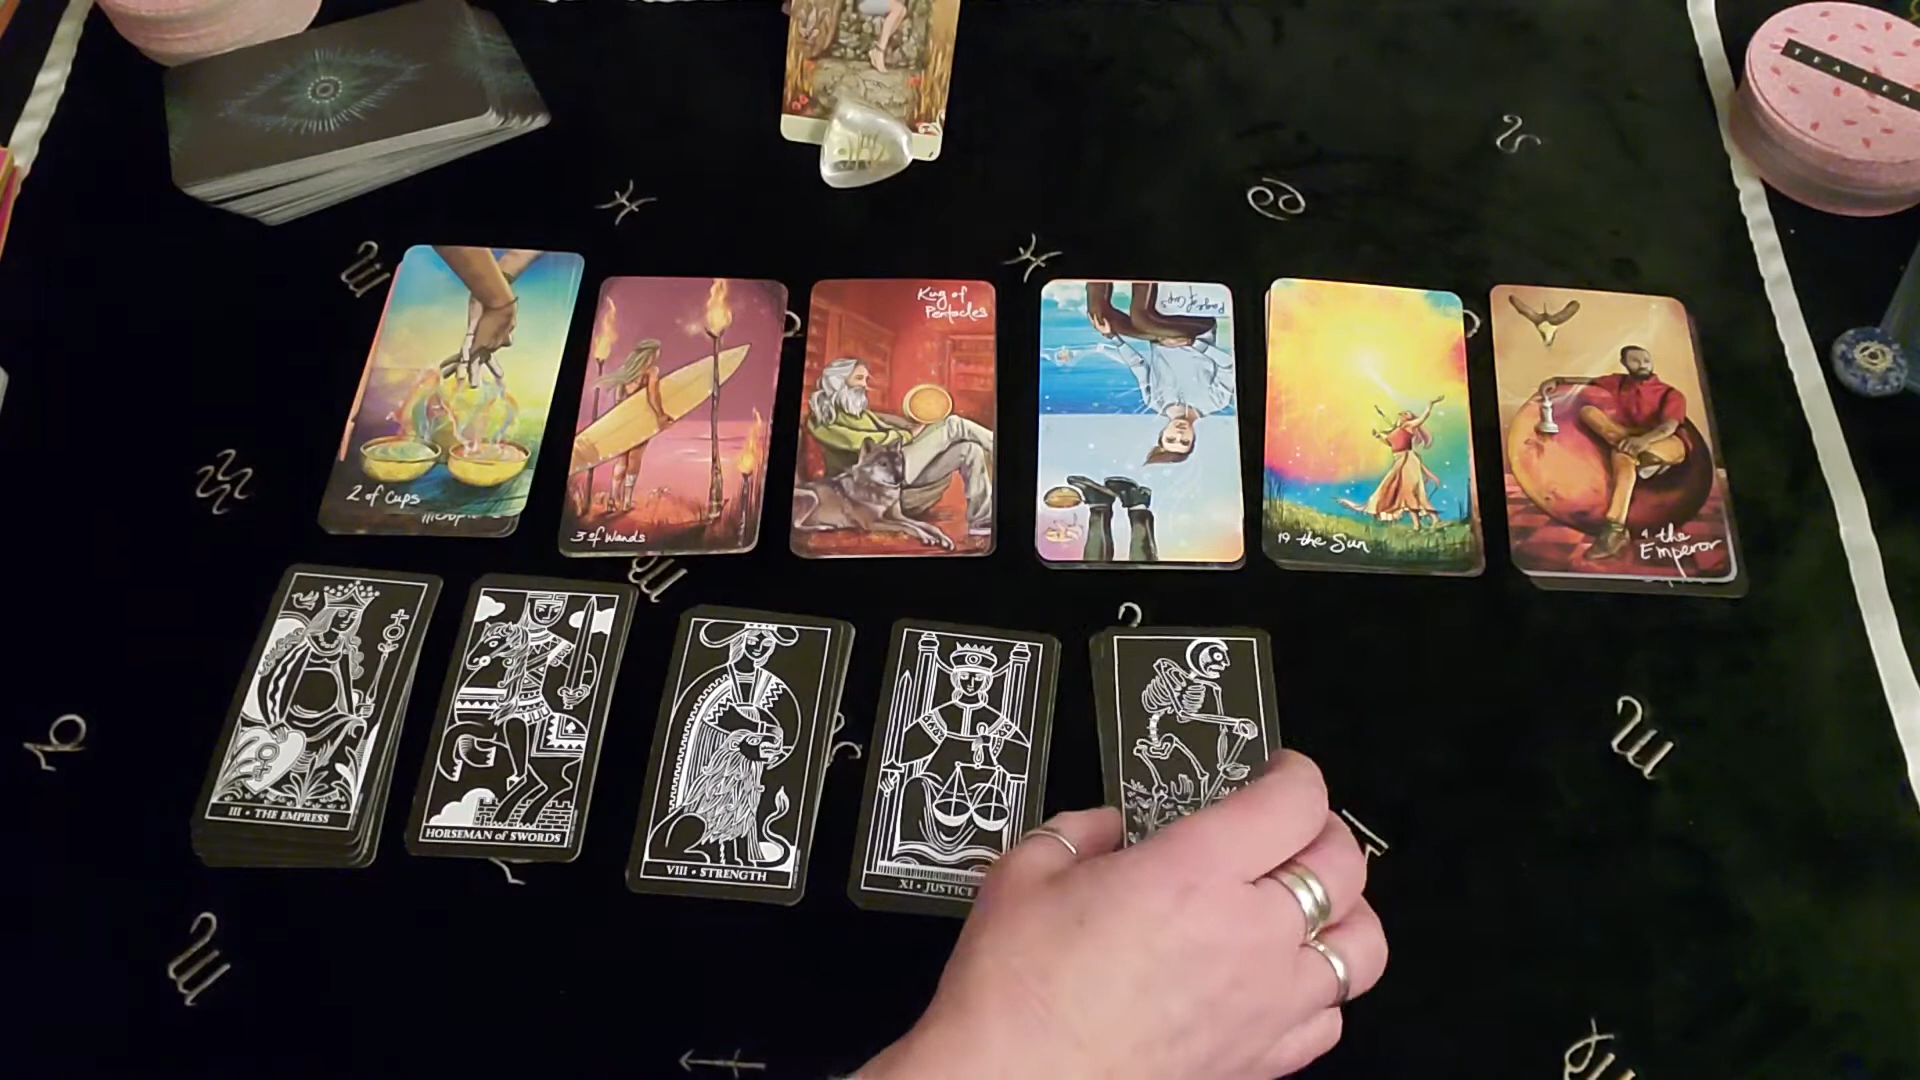 TEA LEA
King of
Pentacles
Page of
Cups
2 of Cups
3 of Wands
19 the Sun
4 the
Emperor
III • THE EMPRESS
HORSEMAN of SWORDS
VIII • STRENGTH
XI • JUSTICE